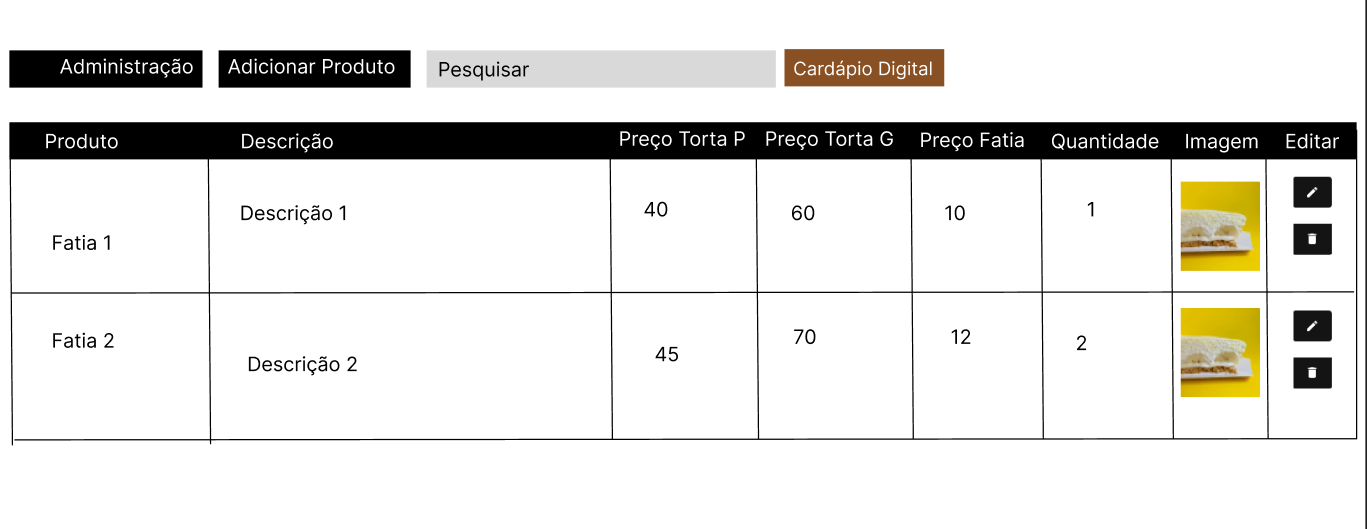 Administração Adicionar Produto Pesquisar Cardápio Digital
Produto Descrição Preço Torta P Preço Torta G Preço Fatia Quantidade Imagem Editar
Fatia 1 Descrição 1 40 60 10 1
Fatia 2 Descrição 2 45 70 12 2